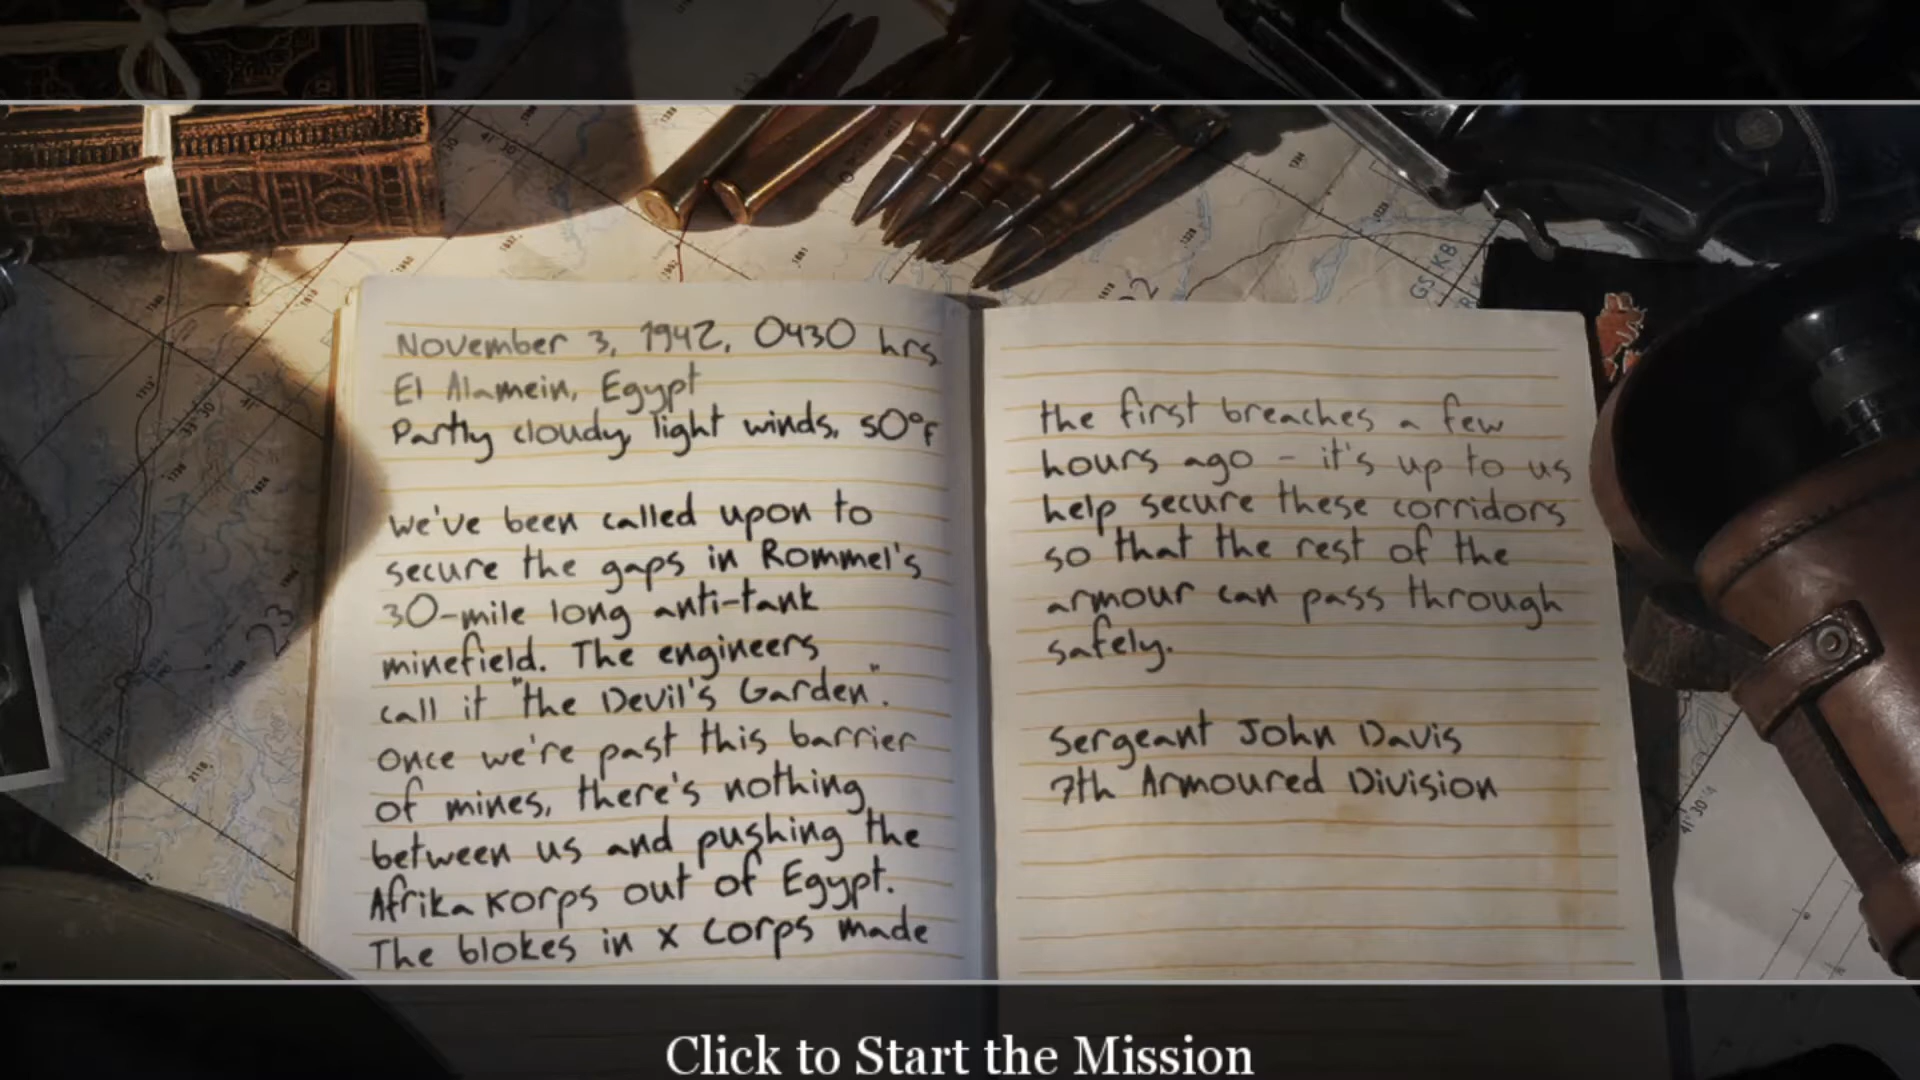 November 3, 1942, 0430 hrs
El Alamein, Egypt
Partly cloudy, light winds, 50°F
We've been called upon to
secure the gaps in Rommel's
30-mile long anti-tank
minefield. The engineers
call it "the Devil's Garden".
Once we're past this barrier
of mines, there's nothing
between us and pushing the
Afrika Korps out of Egypt.
The blokes in X Corps made
the first breaches a few
hours ago - it's up to us
help secure these corridors
so that the rest of the
armour can pass through
safely.
Sergeant John Davis
7th Armoured Division
GS KB
23
Click to Start the Mission